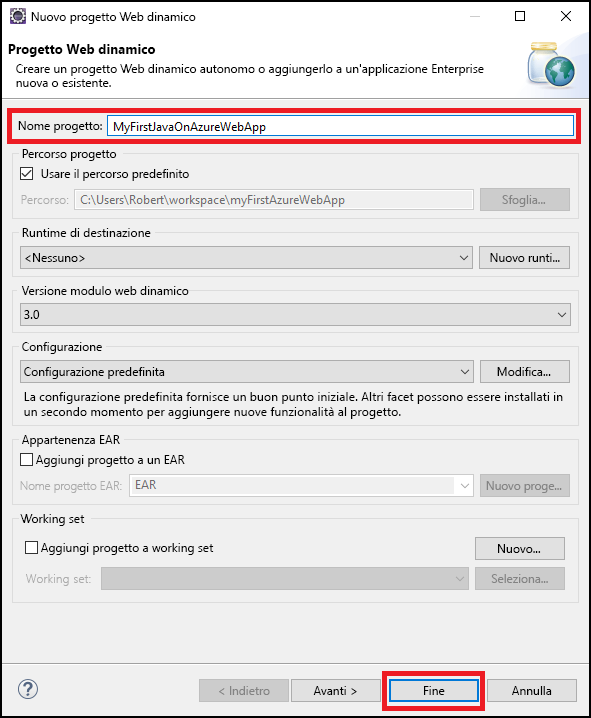 Nuovo progetto Web dinamico
Progetto Web dinamico
Creare un progetto Web dinamico autonomo o aggiungerlo a un'applicazione Enterprise
nuova o esistente.
Nome progetto: MyFirstJavaOnAzureWebApp
Percorso progetto
Usare il percorso predefinito
Percorso: C:\Users\Robert\workspace\myFirstAzureWebApp Sfoglia...
Runtime di destinazione
<Nessuno> Nuovo runti...
Versione modulo web dinamico
3.0
Configurazione
Configurazione predefinita Modifica...
La configurazione predefinita fornisce un buon punto iniziale. Altri facet possono essere installati in
un secondo momento per aggiungere nuove funzionalità al progetto.
Appartenenza EAR
Aggiungi progetto a un EAR
Nome progetto EAR: EAR Nuovo proge...
Working set
Aggiungi progetto a working set Nuovo...
Working set: Seleziona...
? < Indietro Avanti > Fine Annulla